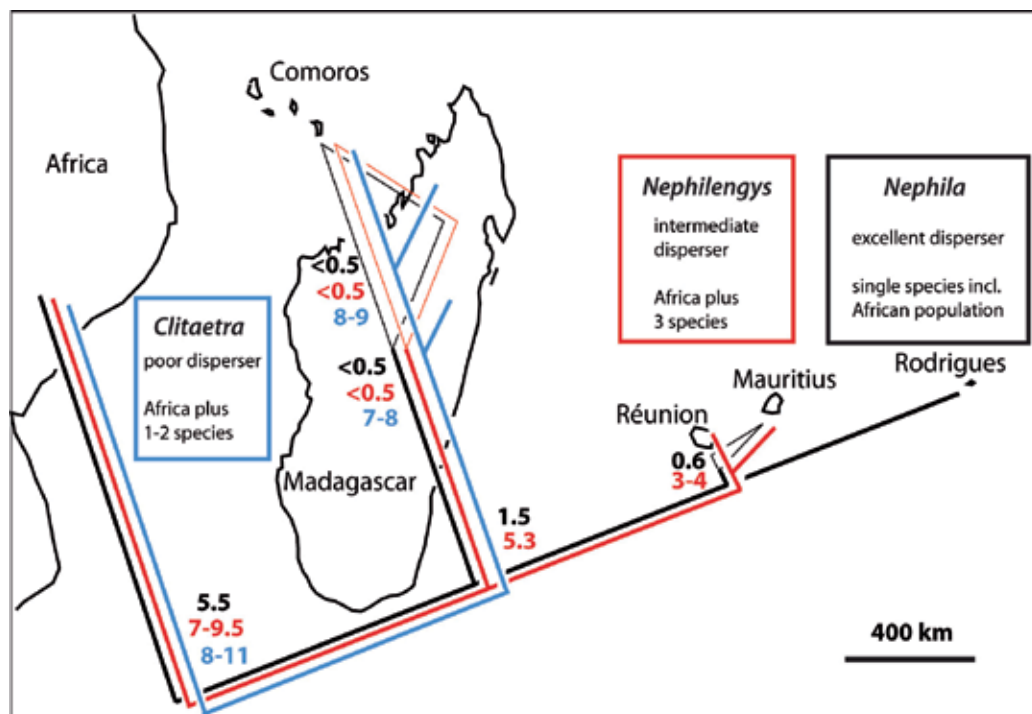 Comoros
Africa
Nephilengys
intermediate
disperser
Africa plus
3 species
Nephila
excellent disperser
single species incl.
African population
<0.5
<0.5
8-9
Clitaetra
poor disperser
Africa plus
1-2 species
<0.5
<0.5
7-8
Rodrigues
Mauritius
Réunion
0.6
3-4
Madagascar
1.5
5.3
5.5
7-9.5
8-11
400 km